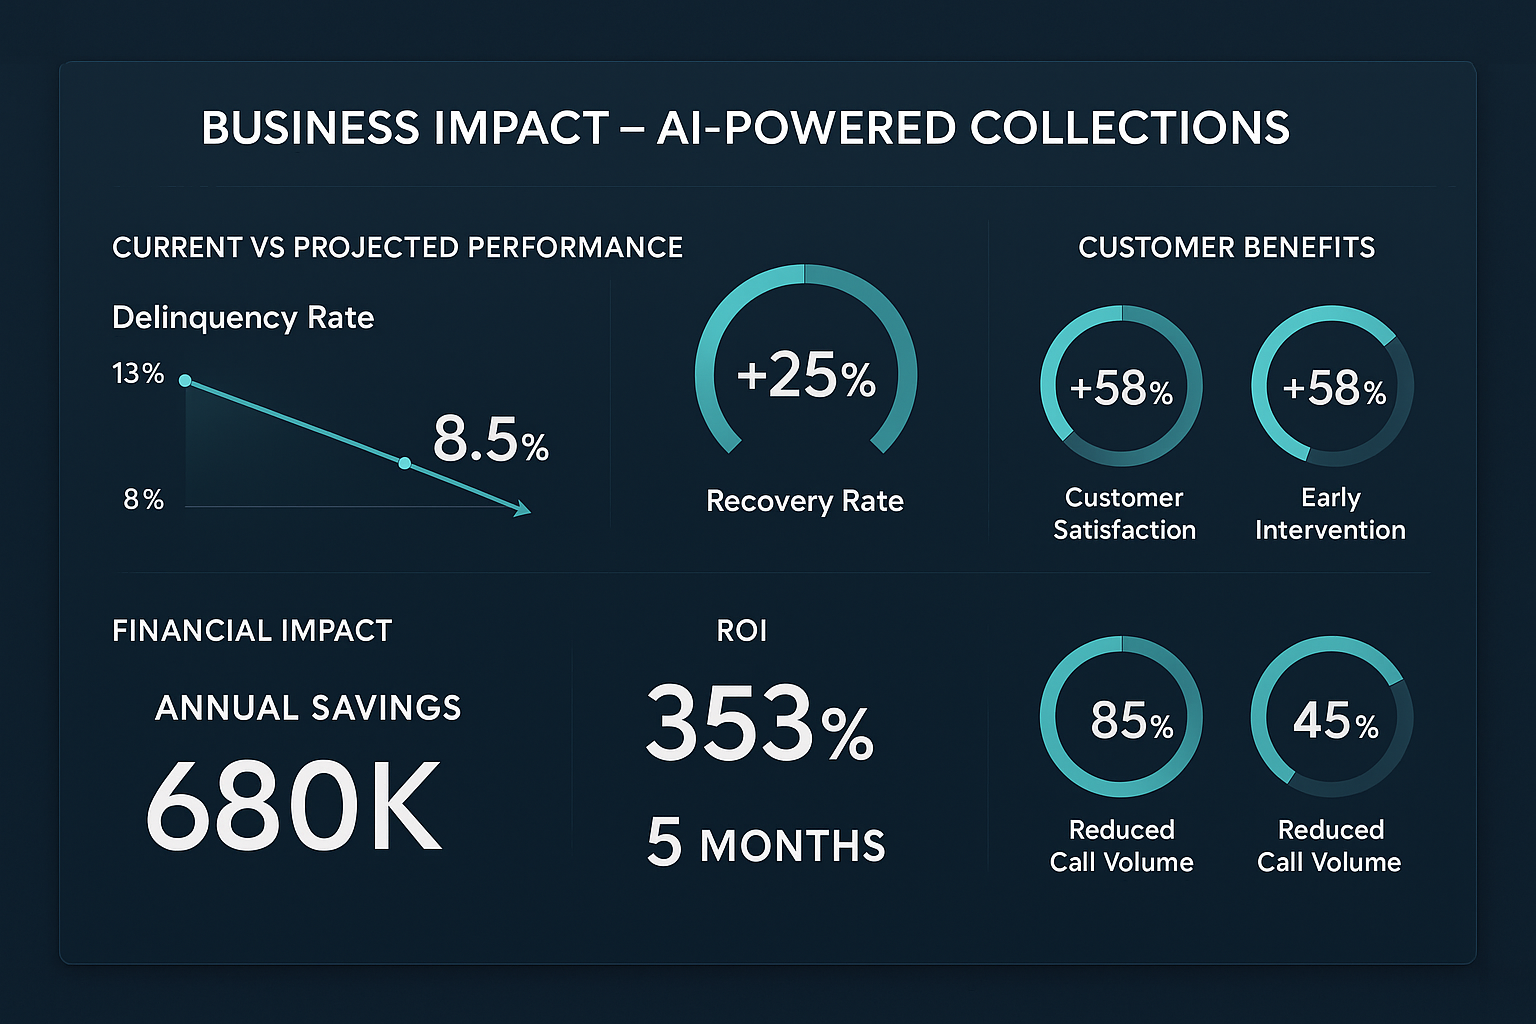 BUSINESS IMPACT – AI-POWERED COLLECTIONS
CURRENT VS PROJECTED PERFORMANCE
Delinquency Rate
13%
8.5%
8%
+25%
Recovery Rate
CUSTOMER BENEFITS
+58%
Customer
Satisfaction
+58%
Early
Intervention
FINANCIAL IMPACT
ANNUAL SAVINGS
680K
ROI
353%
5 MONTHS
85%
Reduced
Call Volume
45%
Reduced
Call Volume